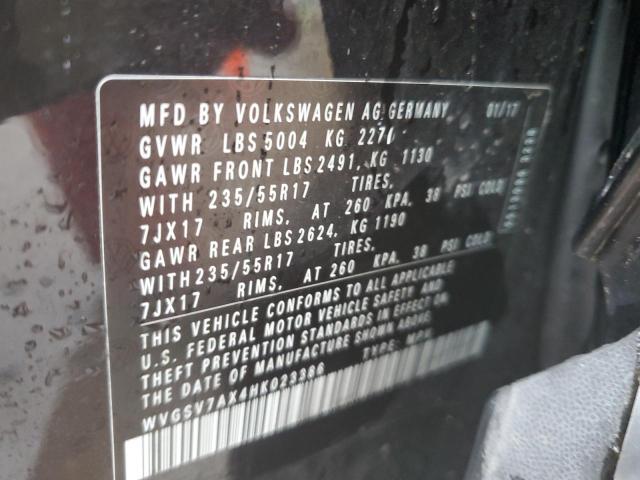 MFD BY VOLKSWAGEN AG, GERMANY 01/17
GVWR LBS 5004 KG 2270
GAWR FRONT LBS 2491, KG 1130
WITH 235/55R17 TIRES,
7JX17 RIMS, AT 260 KPA, 38 PSI COLD
GAWR REAR LBS 2624, KG 1190
WITH 235/55R17 TIRES,
7JX17 RIMS, AT 260 KPA, 38 PSI COLD
THIS VEHICLE CONFORMS TO ALL APPLICABLE
U.S. FEDERAL MOTOR VEHICLE SAFETY AND
THEFT PREVENTION STANDARDS IN EFFECT ON
THE DATE OF MANUFACTURE SHOWN ABOVE.
WVGSV7AX4HK023386 TYPE: MPV